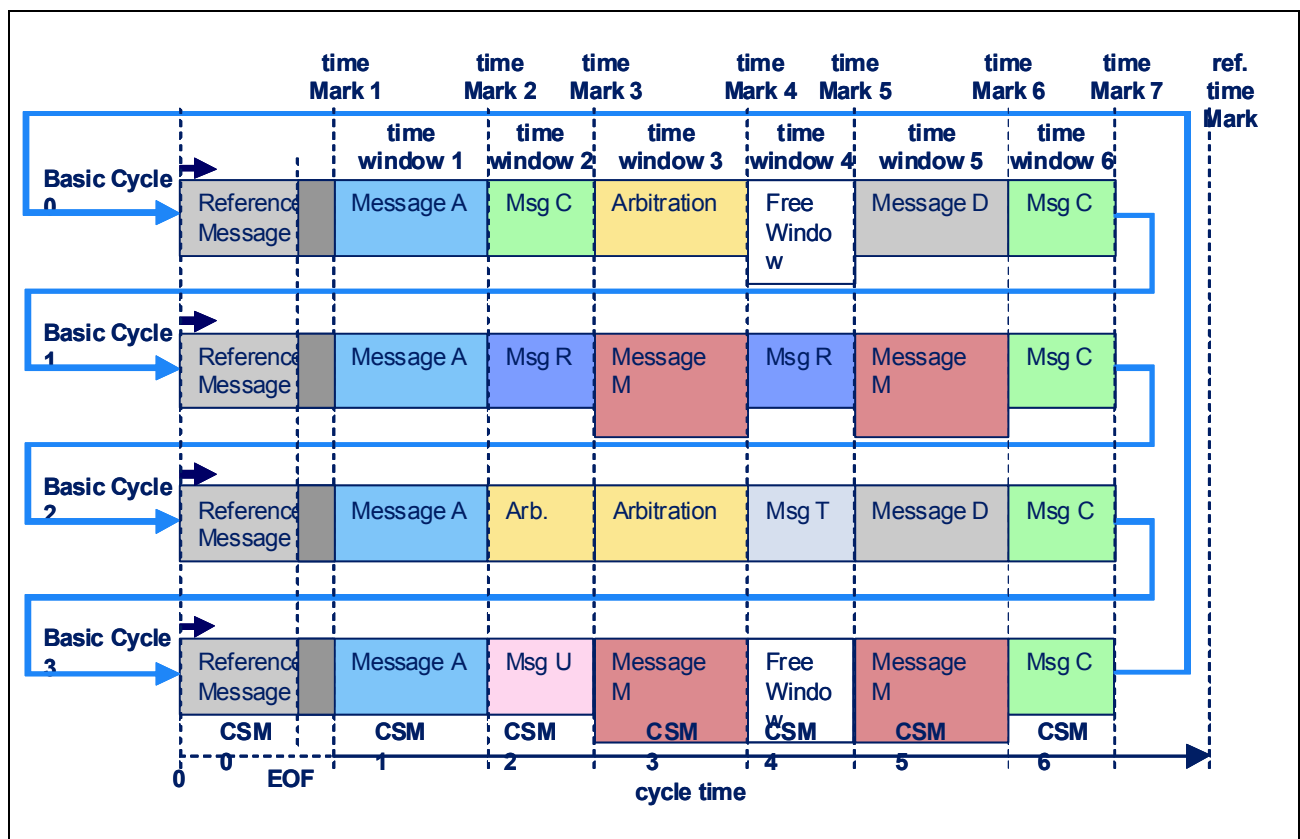 time
Mark 1
time
Mark 2
time
Mark 3
time
Mark 4
time
Mark 5
time
Mark 6
time
Mark 7
ref.
time
Mark
time
window 1
time
window 2
time
window 3
time
window 4
time
window 5
time
window 6
Basic Cycle
0
Reference
Message
Message A
Msg C
Arbitration
Free
Windo
w
Message D
Msg C
Basic Cycle
1
Reference
Message
Message A
Msg R
Message
M
Msg R
Message
M
Msg C
Basic Cycle
2
Reference
Message
Message A
Arb.
Arbitration
Msg T
Message D
Msg C
Basic Cycle
3
Reference
Message
Message A
Msg U
Message
M
Free
Windo
w
Message
M
Msg C
CSM
0
CSM
1
CSM
2
CSM
3
CSM
4
CSM
5
CSM
6
0
EOF
cycle time